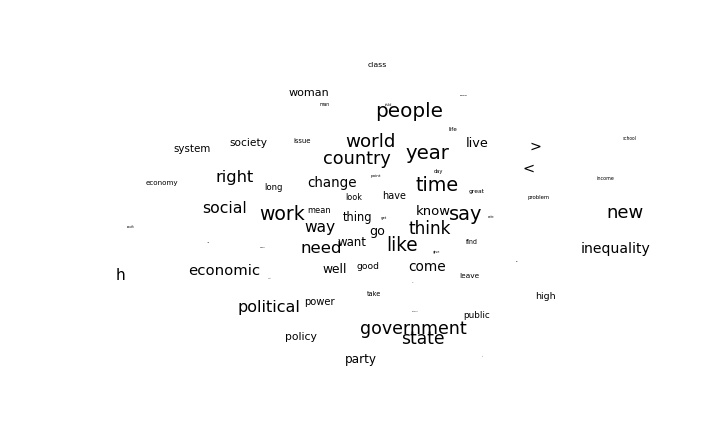 class
woman
man
people
life
world
live
>
school
system
society
issue
country
year
<
economy
right
long
change
point
time
day
great
income
problem
look
have
social
work
mean
thing
get
know
say
new
way
go
think
need
want
like
find
inequality
give
h
economic
well
good
come
leave
political
power
take
high
public
government
policy
state
party